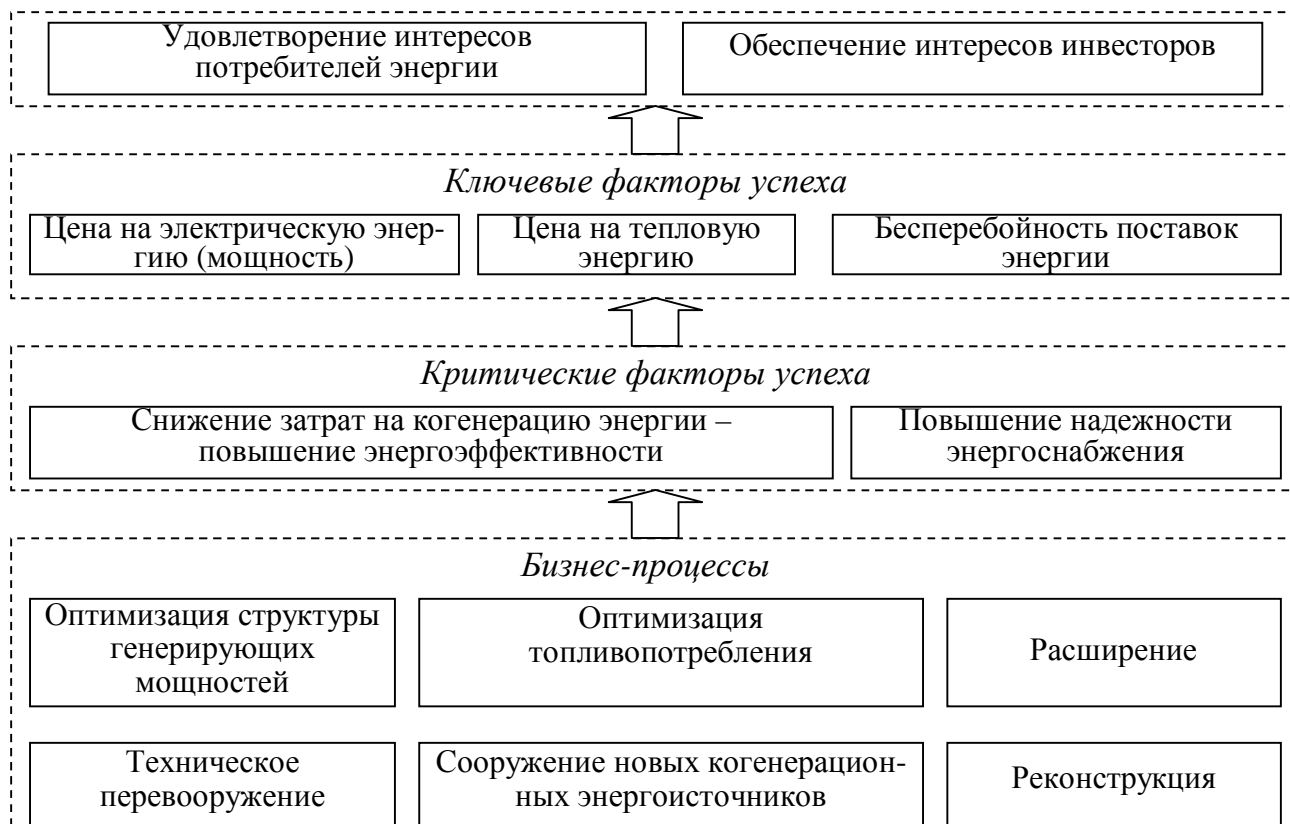 Удовлетворение интересов
потребителей энергии
Обеспечение интересов инвесторов
Ключевые факторы успеха
Цена на электрическую энер-
гию (мощность)
Цена на тепловую
энергию
Бесперебойность поставок
энергии
Критические факторы успеха
Снижение затрат на когенерацию энергии –
повышение энергоэффективности
Повышение надежности
энергоснабжения
Бизнес-процессы
Оптимизация структуры
генерирующих
мощностей
Оптимизация
топливопотребления
Расширение
Техническое
перевооружение
Сооружение новых когенерацион-
ных энергоисточников
Реконструкция